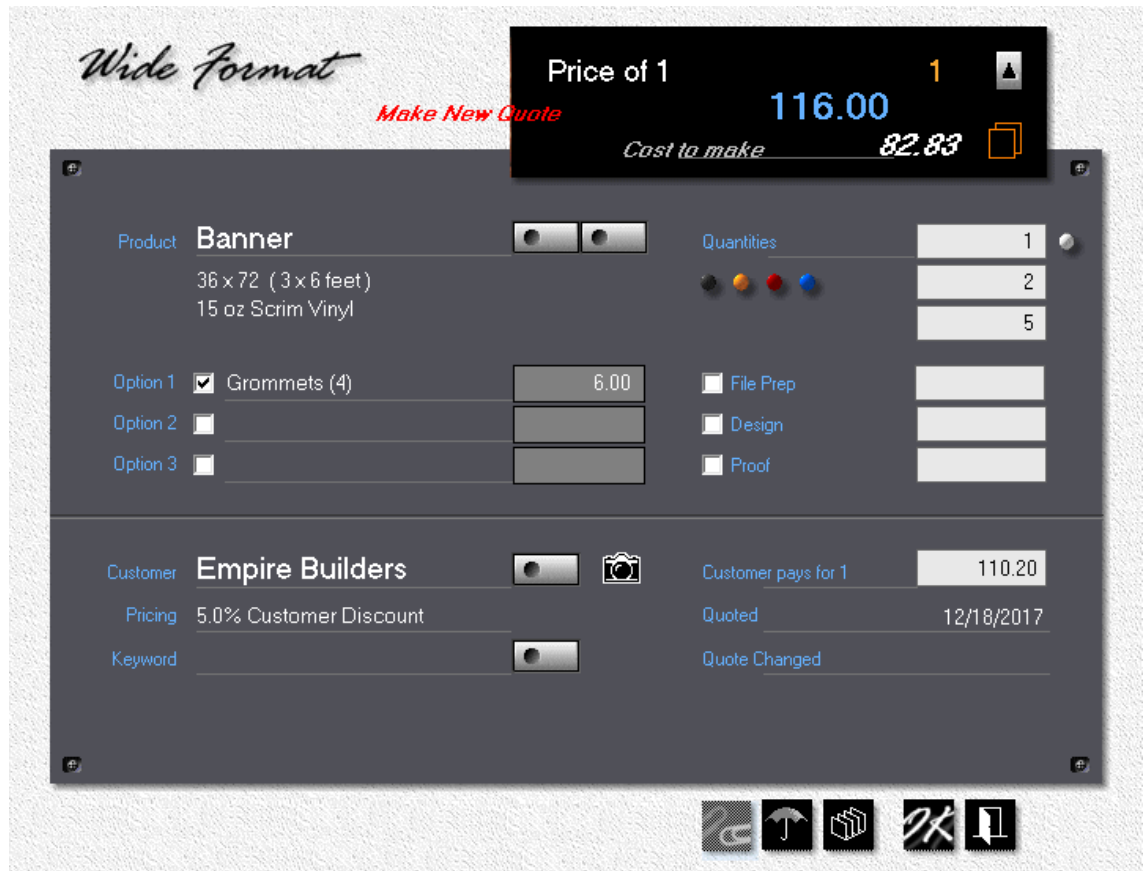 Wide Format
Price of 1 1
Make New Quote
116.00
Cost to make 82.83
Product Banner
Quantities 1
36 x 72 ( 3 x 6 feet )
2
15 oz Scrim Vinyl
5
Option 1 Grommets (4) 6.00
File Prep
Option 2
Design
Option 3
Proof
Customer Empire Builders
Customer pays for 1 110.20
Pricing 5.0% Customer Discount
Quoted 12/18/2017
Keyword
Quote Changed
OK